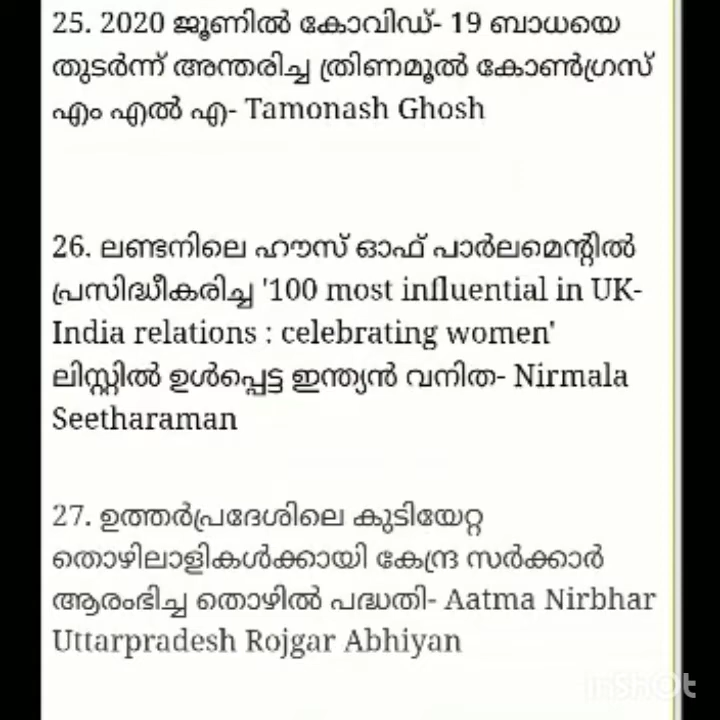 25. 2020 ജൂണിൽ കോവിഡ്- 19 ബാധയെ
തുടർന്ന് അന്തരിച്ച ത്രിണമൂൽ കോൺഗ്രസ്
എം എൽ എ- Tamonash Ghosh
26. ലണ്ടനിലെ ഹൗസ് ഓഫ് പാർലമെന്റിൽ
പ്രസിദ്ധീകരിച്ച '100 most influential in UK-
India relations : celebrating women'
ലിസ്റ്റിൽ ഉൾപ്പെട്ട ഇന്ത്യൻ വനിത- Nirmala
Seetharaman
27. ഉത്തർപ്രദേശിലെ കുടിയേറ്റ
തൊഴിലാളികൾക്കായി കേന്ദ്ര സർക്കാർ
ആരംഭിച്ച തൊഴിൽ പദ്ധതി- Aatma Nirbhar
Uttarpradesh Rojgar Abhiyan
InShOt